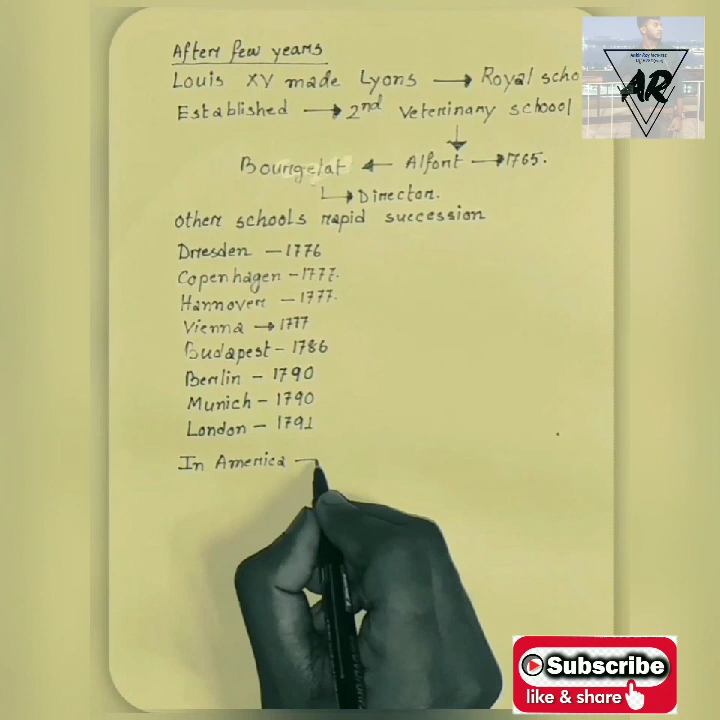 After few years
Louis XV made Lyons → Royal scho
Established → 2nd Veterinary schoool
Bourgelat ← Alfort → 1765.
↳ Director.
Other schools rapid succession
Dresden – 1776
Copenhagen – 1777.
Hannover – 1777.
Vienna → 1777
Budapest – 1786
Berlin – 1790
Munich – 1790
London – 1791
In America –
AR
Subscribe
like & share